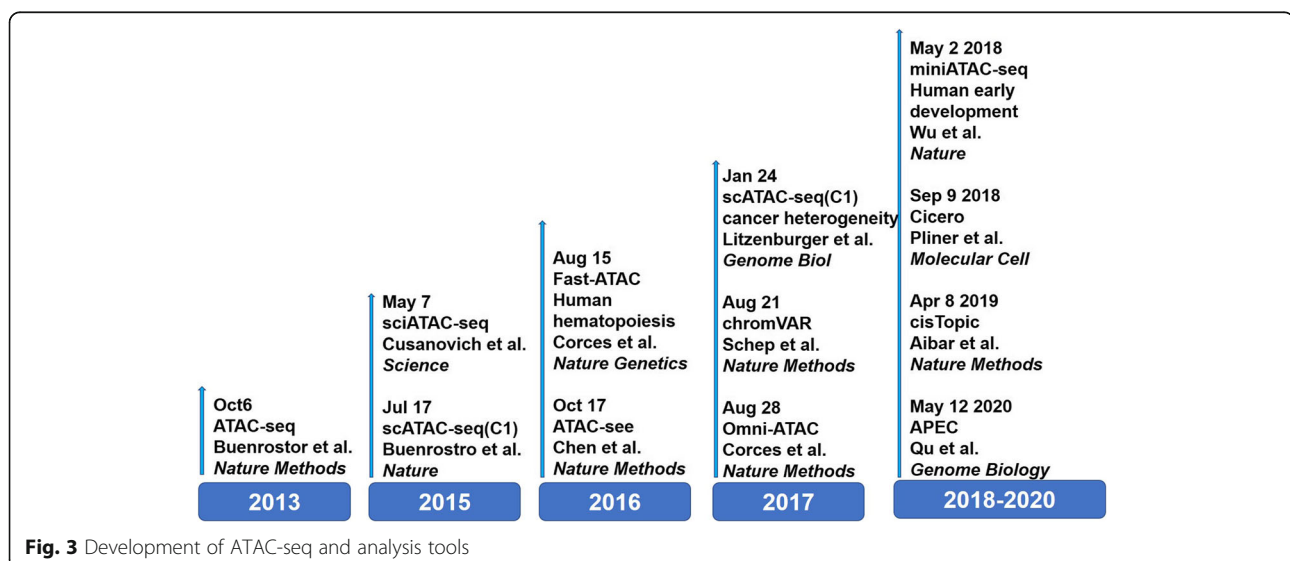 Oct6
ATAC-seq
Buenrostor et al.
Nature Methods
2013
May 7
sciATAC-seq
Cusanovich et al.
Science
Jul 17
scATAC-seq(C1)
Buenrostro et al.
Nature
2015
Aug 15
Fast-ATAC
Human
hematopoiesis
Corces et al.
Nature Genetics
Oct 17
ATAC-see
Chen et al.
Nature Methods
2016
Jan 24
scATAC-seq(C1)
cancer heterogeneity
Litzenburger et al.
Genome Biol
Aug 21
chromVAR
Schep et al.
Nature Methods
Aug 28
Omni-ATAC
Corces et al.
Nature Methods
2017
May 2 2018
miniATAC-seq
Human early
development
Wu et al.
Nature
Sep 9 2018
Cicero
Pliner et al.
Molecular Cell
Apr 8 2019
cisTopic
Aibar et al.
Nature Methods
May 12 2020
APEC
Qu et al.
Genome Biology
2018-2020
Fig. 3 Development of ATAC-seq and analysis tools